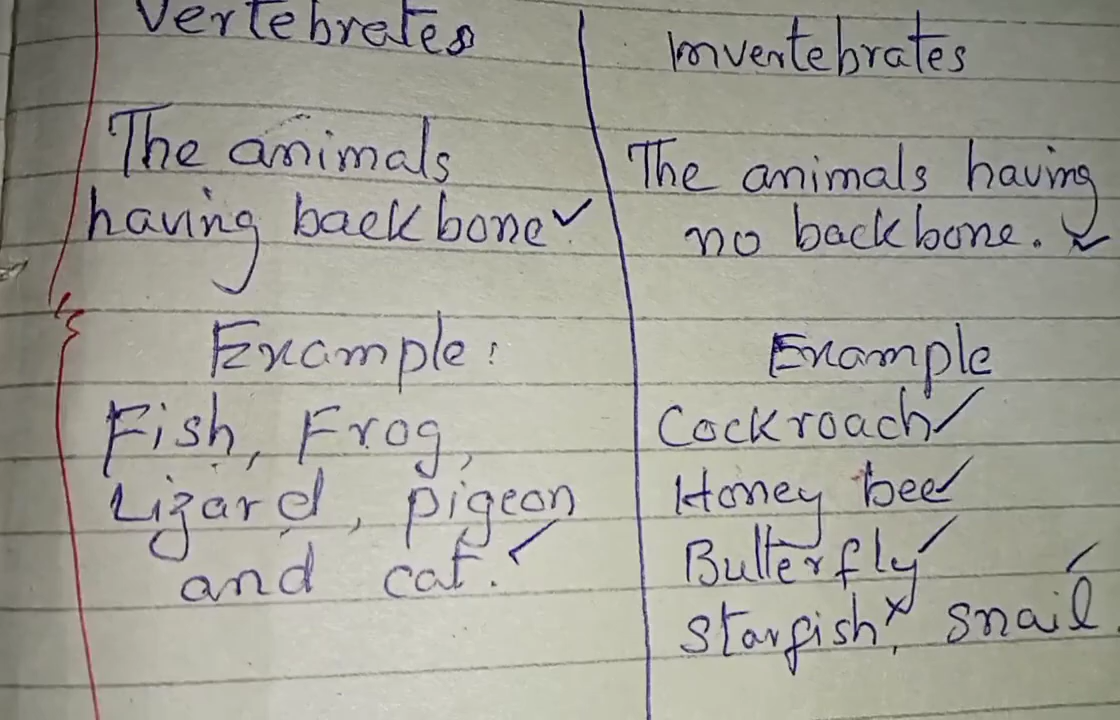 Vertebrates
The animals
having backbone
Example:
Fish, Frog,
Lizard, pigeon
and cat.
Invertebrates
The animals having
no backbone.
Example
Cockroach
Honey bee
Butterfly
Starfish, snail.